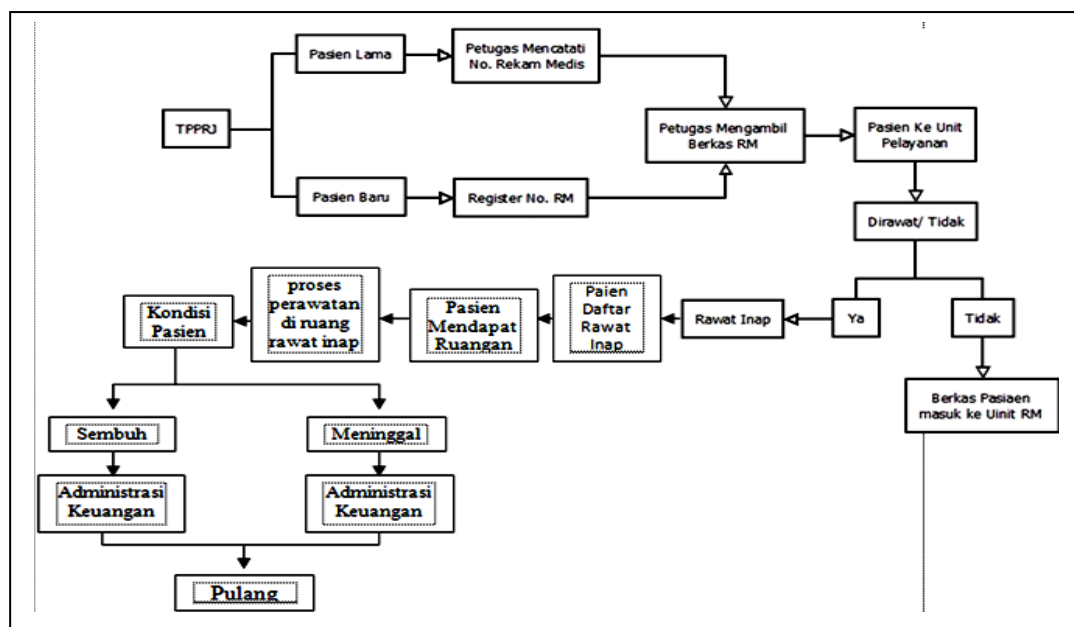 TPPRJ
Pasien Lama
Petugas Mencatati
No. Rekam Medis
Pasien Baru
Register No. RM
Petugas Mengambil
Berkas RM
Pasien Ke Unit
Pelayanan
Dirawat/ Tidak
Ya
Tidak
Berkas Pasiaen
masuk ke Uinit RM
Rawat Inap
Paien
Daftar
Rawat
Inap
Pasien
Mendapat
Ruangan
proses
perawatan
di ruang
rawat inap
Kondisi
Pasien
Sembuh
Meninggal
Administrasi
Keuangan
Administrasi
Keuangan
Pulang